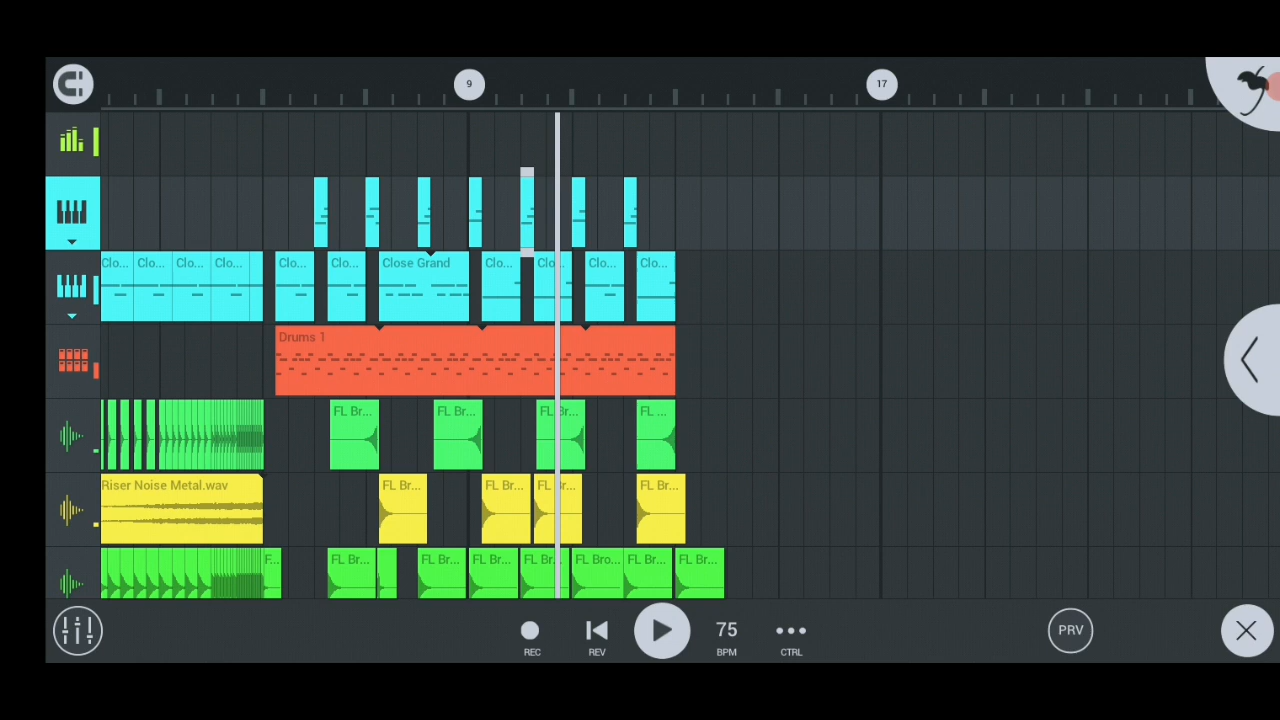 9 17
Clo... Clo... Clo... Clo... Clo... Clo... Close Grand Clo... Clo... Clo... Clo...
Drums 1
FL Br... FL Br... FL Br... FL ...
Riser Noise Metal.wav FL Br... FL Br... FL Br... FL Br...
F... FL Br... FL Br... FL Br... FL Br... FL Bro... FL Br... FL Br...
75 PRV
REC REV BPM CTRL